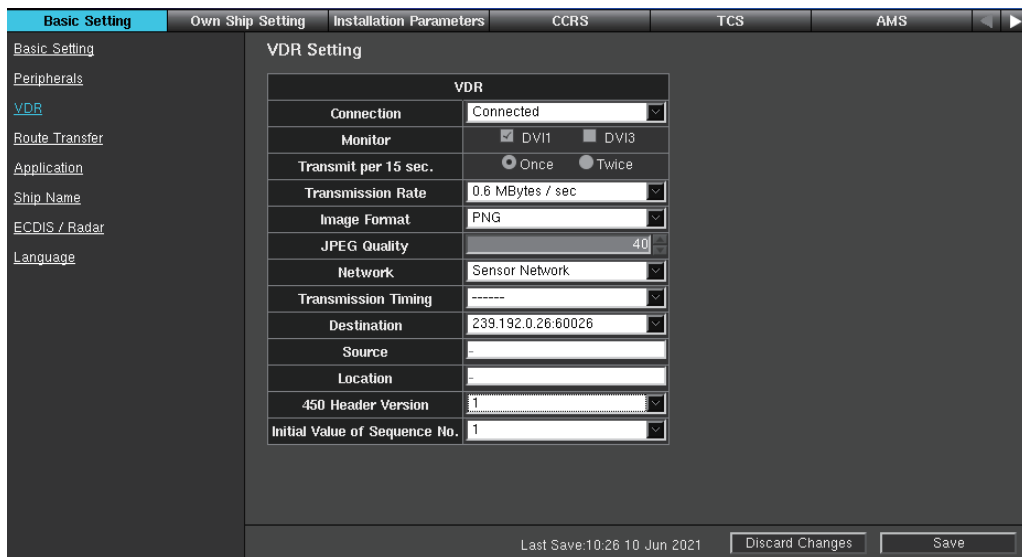 Basic Setting Own Ship Setting Installation Parameters CCRS TCS AMS
Basic Setting
Peripherals
VDR
Route Transfer
Application
Ship Name
ECDIS / Radar
Language
VDR Setting
VDR
Connection Connected
Monitor DVI1 DVI3
Transmit per 15 sec. Once Twice
Transmission Rate 0.6 MBytes / sec
Image Format PNG
JPEG Quality 40
Network Sensor Network
Transmission Timing ------
Destination 239.192.0.26:60026
Source -
Location -
450 Header Version 1
Initial Value of Sequence No. 1
Last Save:10:26 10 Jun 2021 Discard Changes Save